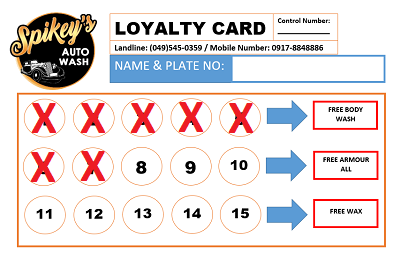 Spikey's
AUTO
WASH
LOYALTY CARD
Control Number:
Landline: (049)545-0359 / Mobile Number: 0917-8848886
NAME & PLATE NO:
X X X X X
FREE BODY
WASH
X X 8 9 10
FREE ARMOUR
ALL
11 12 13 14 15
FREE WAX